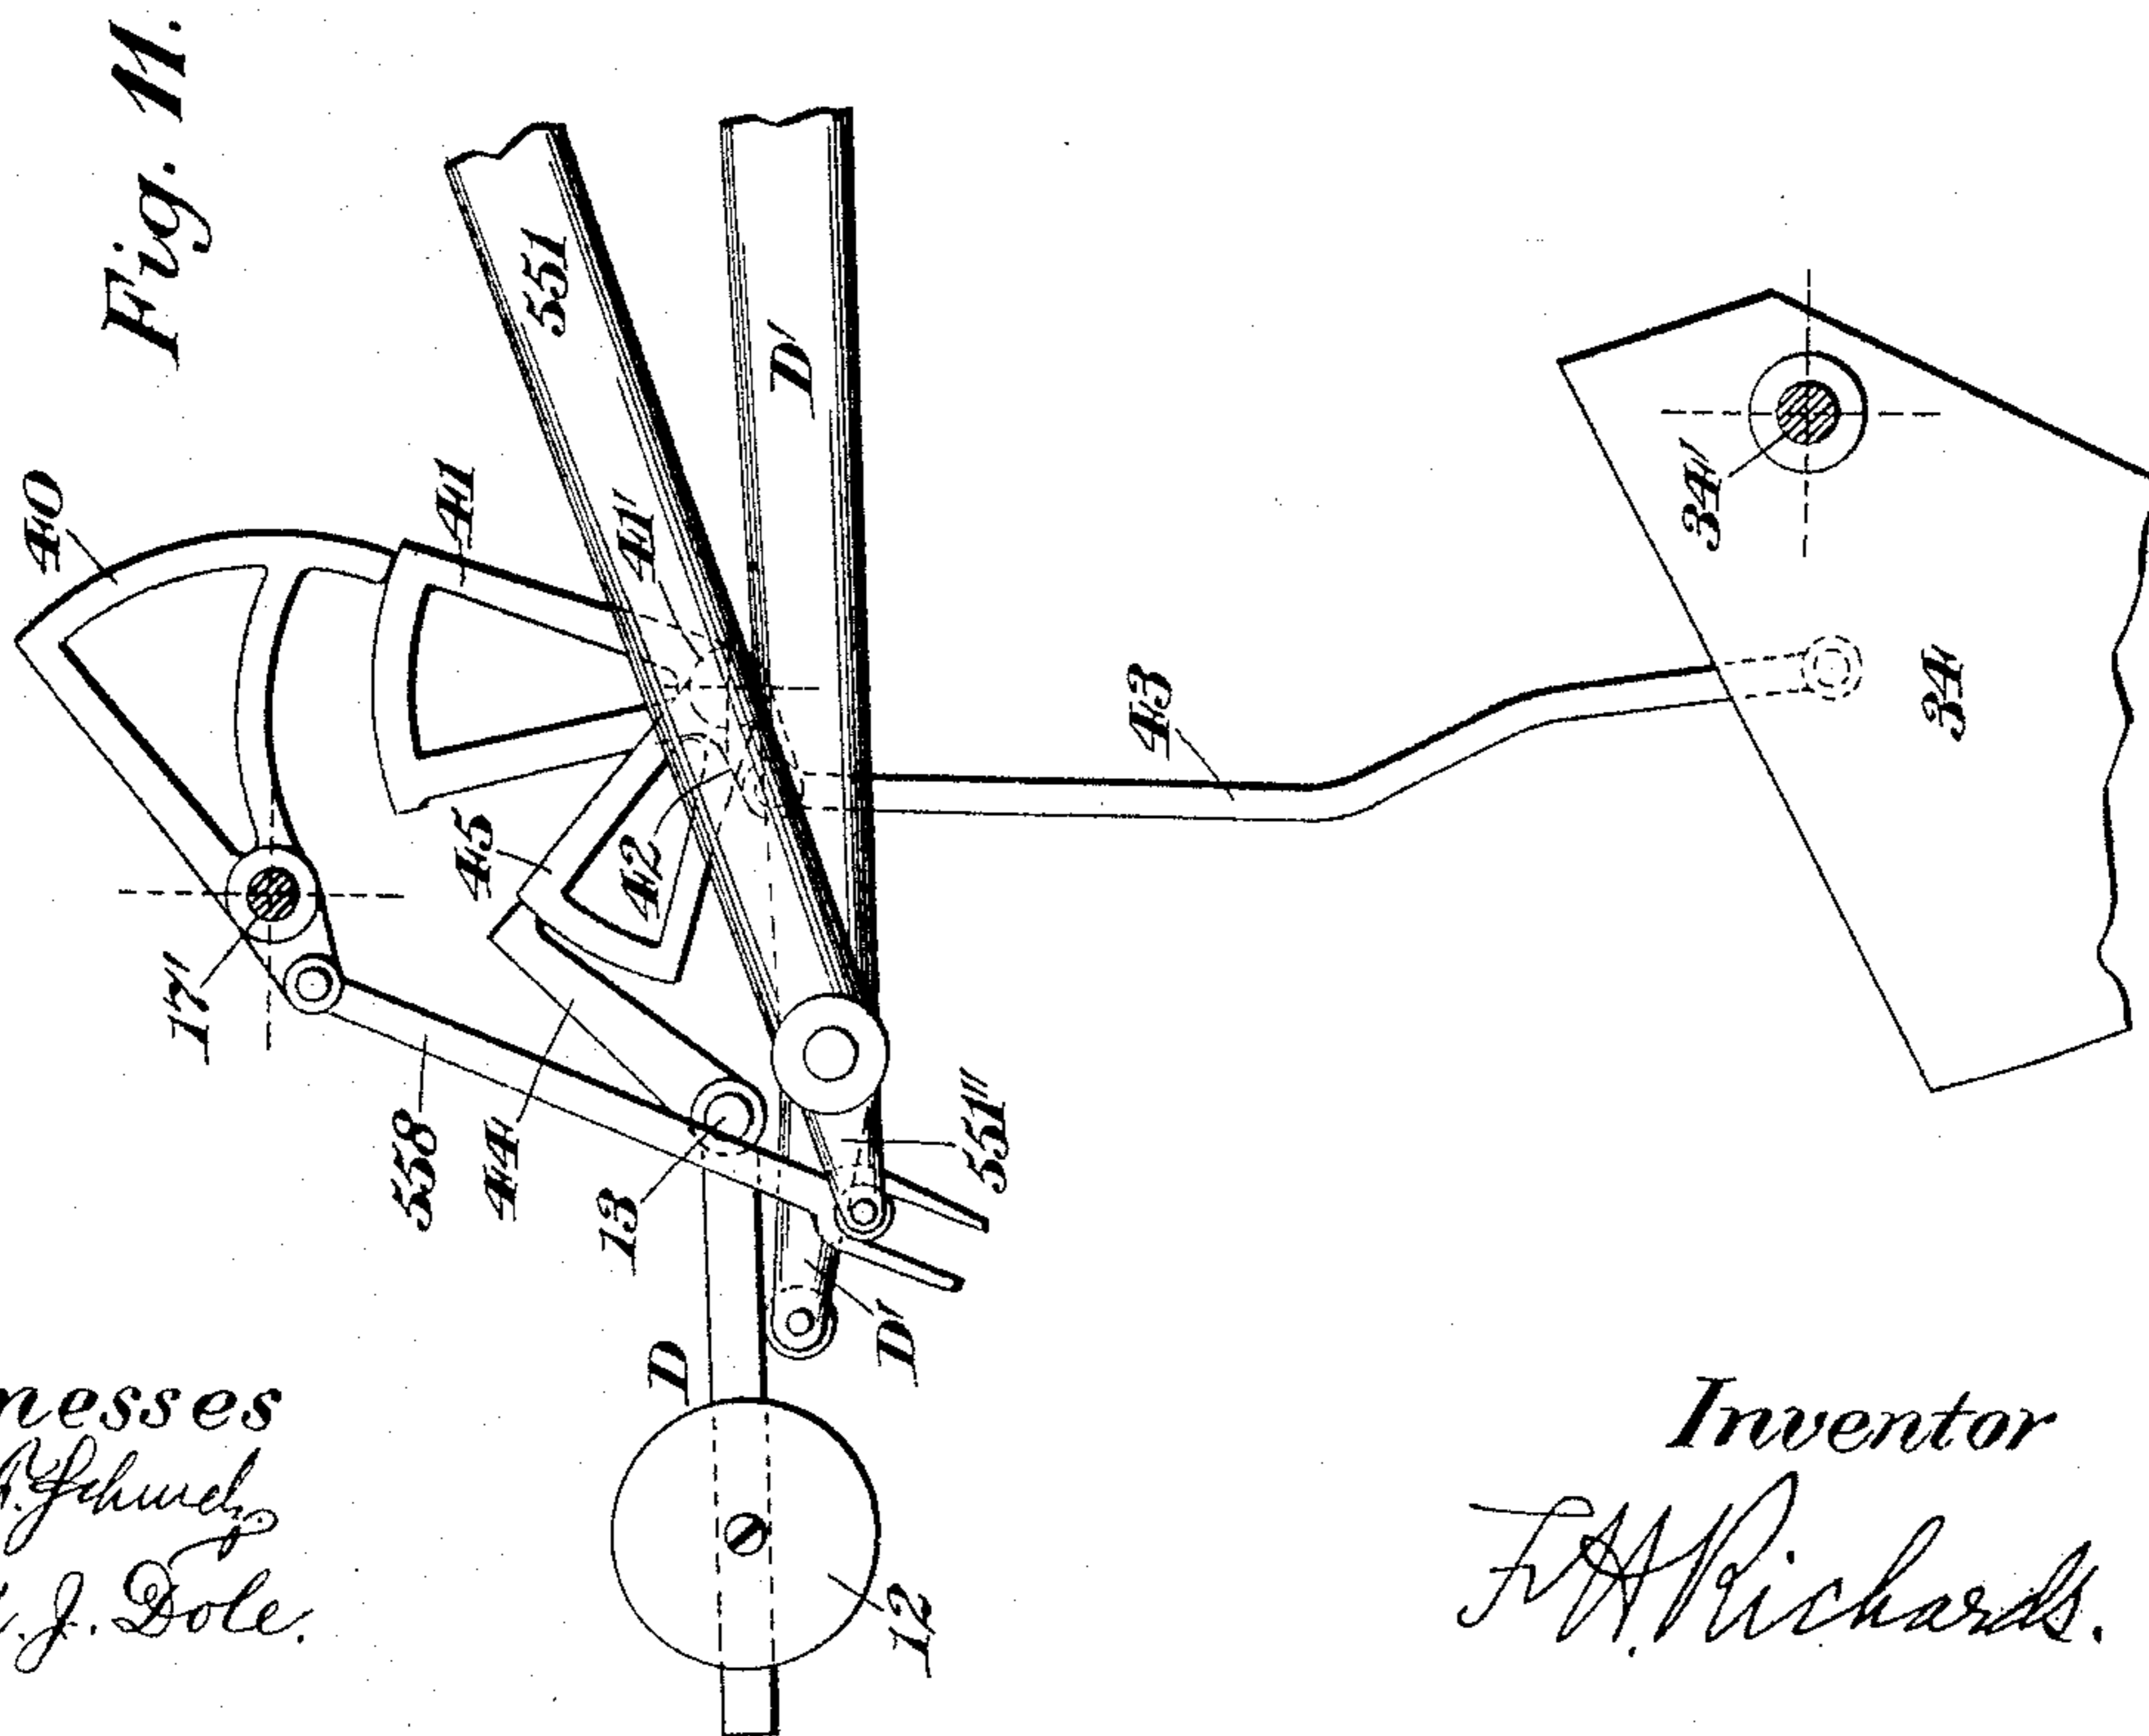 Fig. 11.
40
41
551
D'
41'
34'
43
34
45
42
17'
558
44
13
551"
D
D'
12
nesses
Inventor
J. Dole.
F. H. Richards.